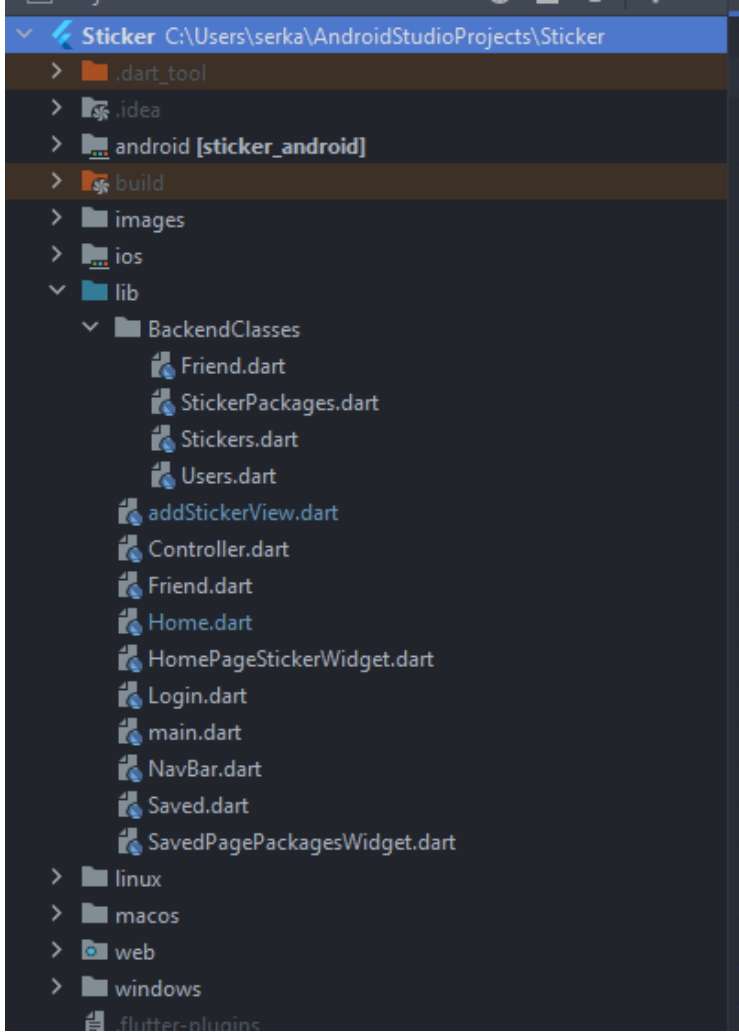 Sticker C:\Users\serka\AndroidStudioProjects\Sticker
.dart_tool
.idea
android [sticker_android]
build
images
ios
lib
BackendClasses
Friend.dart
StickerPackages.dart
Stickers.dart
Users.dart
addStickerView.dart
Controller.dart
Friend.dart
Home.dart
HomePageStickerWidget.dart
Login.dart
main.dart
NavBar.dart
Saved.dart
SavedPagePackagesWidget.dart
linux
macos
web
windows
.flutter-plugins